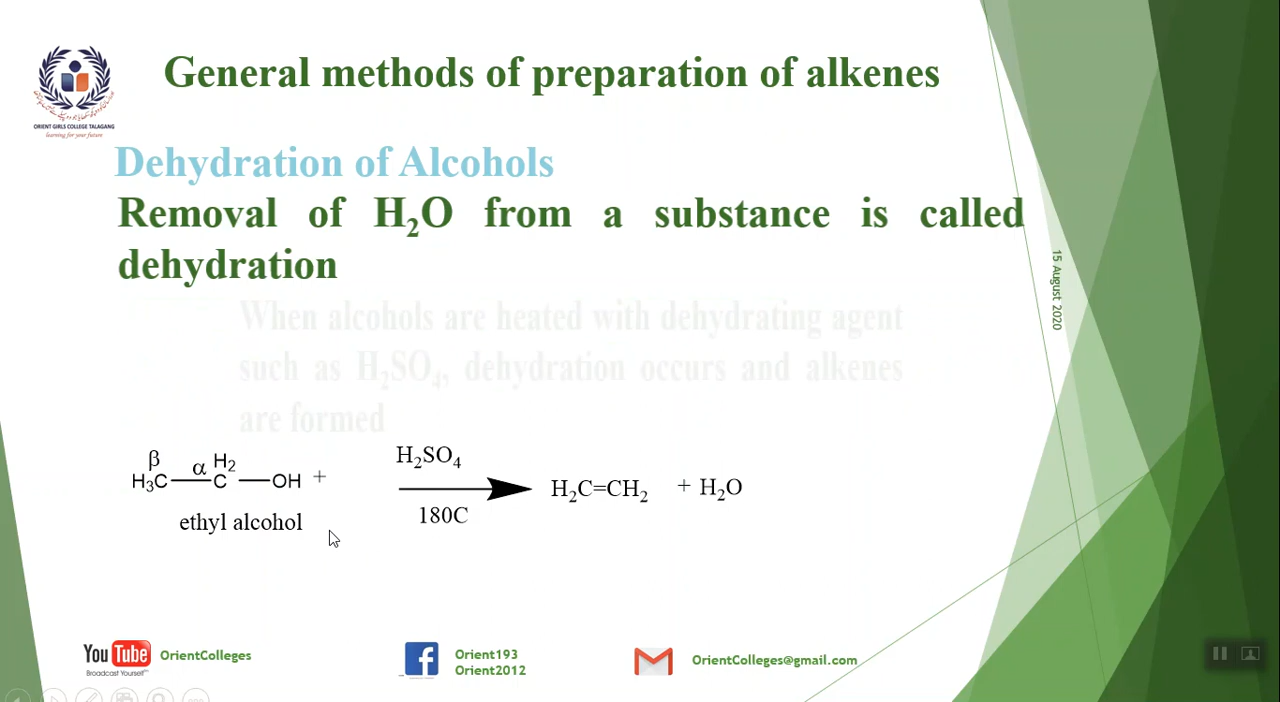 General methods of preparation of alkenes
ORIENT GIRLS COLLEGE TALAGANG
learning for your future
Dehydration of Alcohols
Removal of H₂O from a substance is called
dehydration
15 August 2020
When alcohols are heated with dehydrating agent
such as H₂SO₄, dehydration occurs and alkenes
are formed
β α H₂ H₂SO₄
H₃C C OH + H₂C=CH₂ + H₂O
180C
ethyl alcohol
You Tube OrientColleges
Broadcast Yourself™
f Orient193
Orient2012
OrientColleges@gmail.com